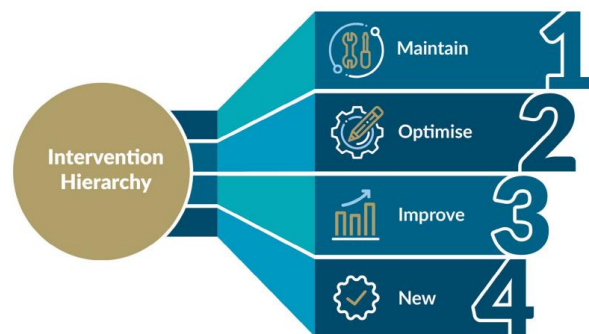 Intervention
Hierarchy
Maintain 1
Optimise 2
Improve 3
New 4